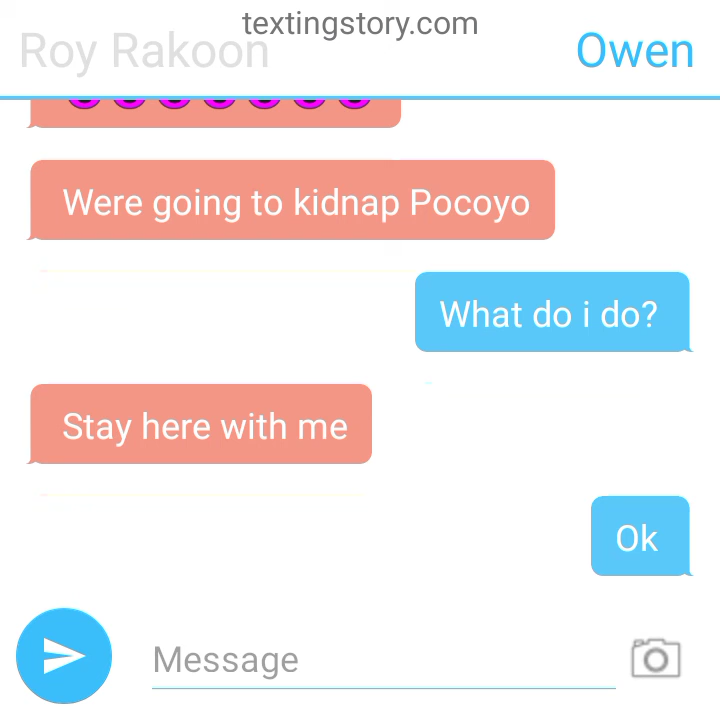 textingstory.com
Roy Rakoon
Owen
Were going to kidnap Pocoyo
What do i do?
Stay here with me
Ok
Message